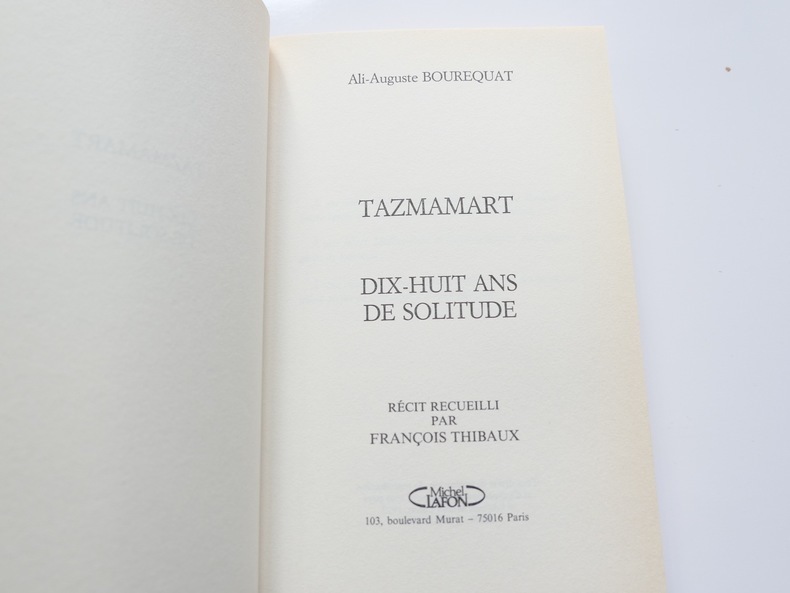 Ali-Auguste BOUREQUAT
TAZMAMART
DIX-HUIT ANS
DE SOLITUDE
RÉCIT RECUEILLI
PAR
FRANÇOIS THIBAUX
Michel
LAFON
103, boulevard Murat – 75016 Paris